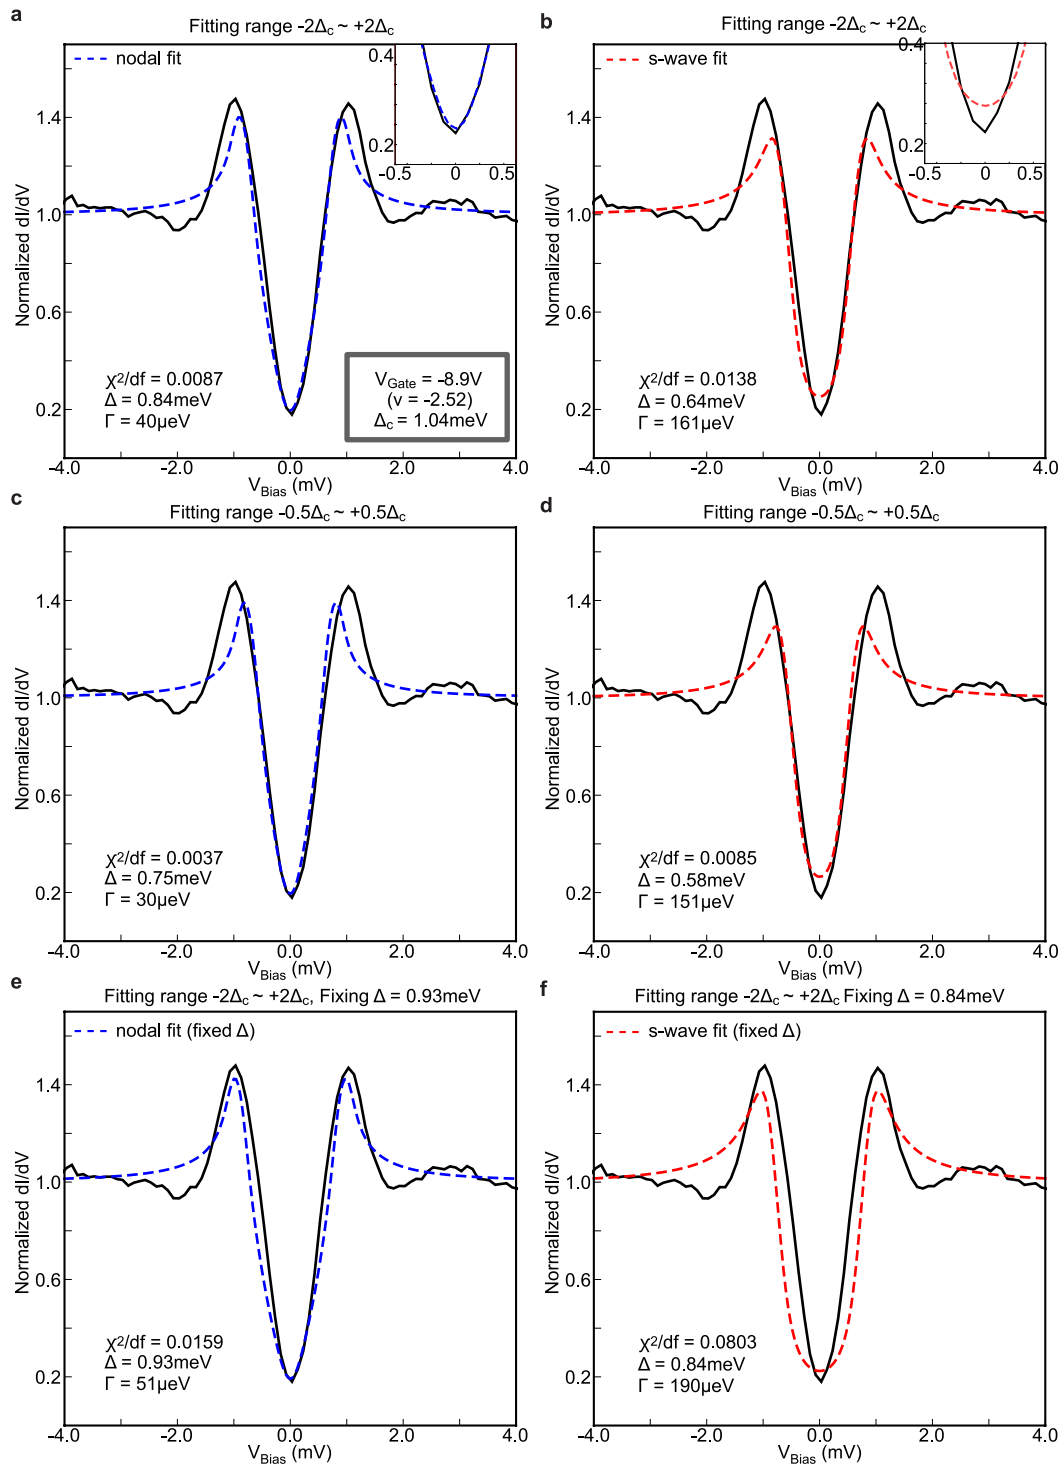 a
Fitting range -2Δc ~ +2Δc
nodal fit
0.4
0.2
-0.5 0 0.5
Normalized dI/dV
1.4
1.0
0.6
0.2
χ²/df = 0.0087
Δ = 0.84meV
Γ = 40μeV
VGate = -8.9V
(v = -2.52)
Δc = 1.04meV
-4.0 -2.0 0.0 2.0 4.0
VBias (mV)
b
Fitting range -2Δc ~ +2Δc
s-wave fit
0.4
0.2
-0.5 0 0.5
Normalized dI/dV
1.4
1.0
0.6
0.2
χ²/df = 0.0138
Δ = 0.64meV
Γ = 161μeV
-4.0 -2.0 0.0 2.0 4.0
VBias (mV)
c
Fitting range -0.5Δc ~ +0.5Δc
Normalized dI/dV
1.4
1.0
0.6
0.2
χ²/df = 0.0037
Δ = 0.75meV
Γ = 30μeV
-4.0 -2.0 0.0 2.0 4.0
VBias (mV)
d
Fitting range -0.5Δc ~ +0.5Δc
Normalized dI/dV
1.4
1.0
0.6
0.2
χ²/df = 0.0085
Δ = 0.58meV
Γ = 151μeV
-4.0 -2.0 0.0 2.0 4.0
VBias (mV)
e
Fitting range -2Δc ~ +2Δc, Fixing Δ = 0.93meV
nodal fit (fixed Δ)
Normalized dI/dV
1.4
1.0
0.6
0.2
χ²/df = 0.0159
Δ = 0.93meV
Γ = 51μeV
-4.0 -2.0 0.0 2.0 4.0
VBias (mV)
f
Fitting range -2Δc ~ +2Δc Fixing Δ = 0.84meV
s-wave fit (fixed Δ)
Normalized dI/dV
1.4
1.0
0.6
0.2
χ²/df = 0.0803
Δ = 0.84meV
Γ = 190μeV
-4.0 -2.0 0.0 2.0 4.0
VBias (mV)